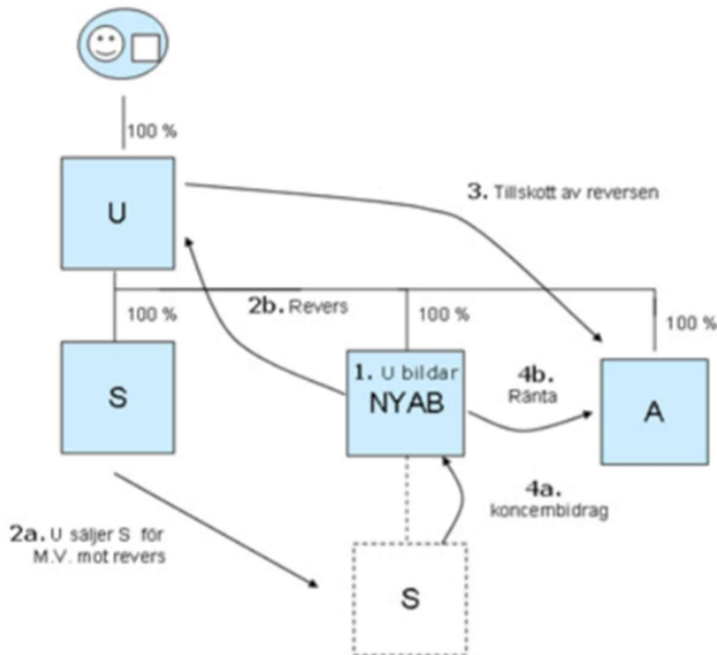 100 %
U
3. Tillskott av reversen
100 %
2b. Revers
100 %
100 %
S
1. U bildar
NYAB
4b.
Ränta
A
4a.
koncernbidrag
2a. U säljer S för
M.V. mot revers
S